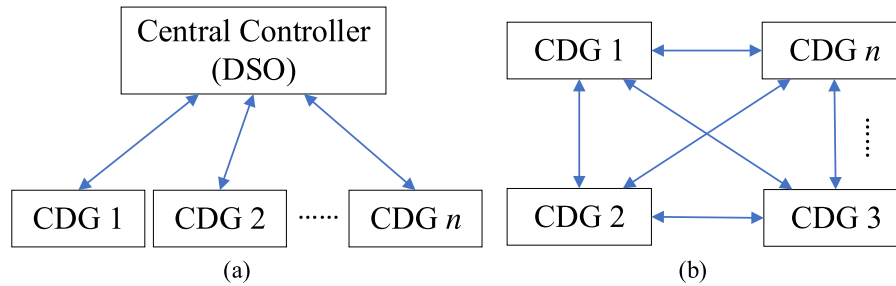 Central Controller
(DSO)
CDG 1
CDG 2
......
CDG n
(a)
CDG 1
CDG n
......
CDG 2
CDG 3
(b)